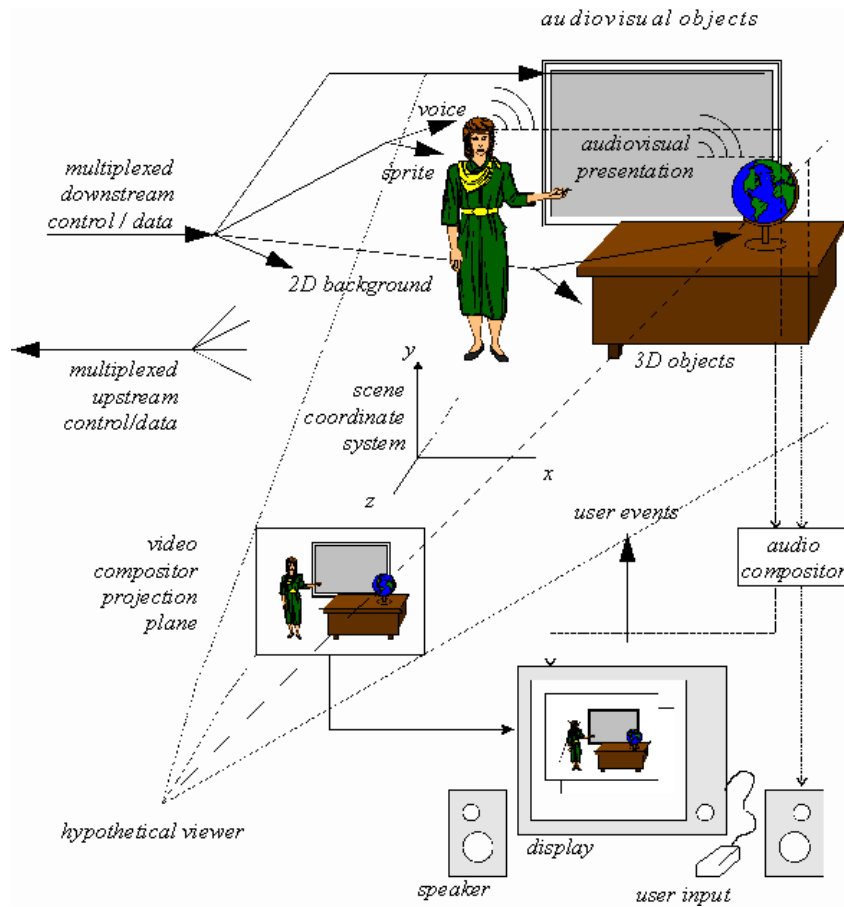 audiovisual objects
voice
sprite
audiovisual
presentation
multiplexed
downstream
control / data
2D background
3D objects
multiplexed
upstream
control/data
y
scene
coordinate
system
x
z
user events
audio
compositor
video
compositor
projection
plane
hypothetical viewer
display
speaker
user input